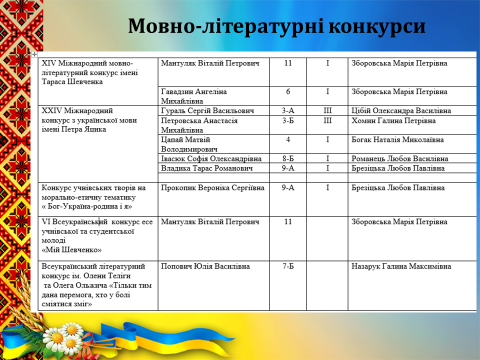 Мовно-літературні конкурси
XIV Міжнародний мовно-
літературний конкурс імені
Тараса Шевченка
Мантуляк Віталій Петрович 11 I Зборовська Марія Петрівна
Гавадзин Ангеліна
Михайлівна
6 I Зборовська Марія Петрівна
XXIV Міжнародний
конкурс з української мови
імені Петра Яцика
Гураль Сергій Васильович 3-А III Цібій Олександра Василівна
Петровська Анастасія
Михайлівна
3-Б III Хомин Галина Петрівна
Цапай Матвій
Володимирович
4 I Богак Наталія Миколаївна
Івасюк Софія Олександрівна 8-Б I Романець Любов Василівна
Владика Тарас Романович 9-А I Брезіцька Любов Павлівна
Конкурс учнівських творів на
морально-етичну тематику
« Бог-Україна-родина і я»
Прокопик Вероніка Сергіївна 9-А I Брезіцька Любов Павлівна
VI Всеукраїнський конкурс есе
учнівської та студентської
молоді
«Мій Шевченко»
Мантуляк Віталій Петрович 11 Зборовська Марія Петрівна
Всеукраїнський літературний
конкурс ім. Олени Теліги
та Олега Ольжича «Тільки тим
дана перемога, хто у болі
сміятися зміг»
Попович Юлія Василівна 7-Б Назарук Галина Максимівна